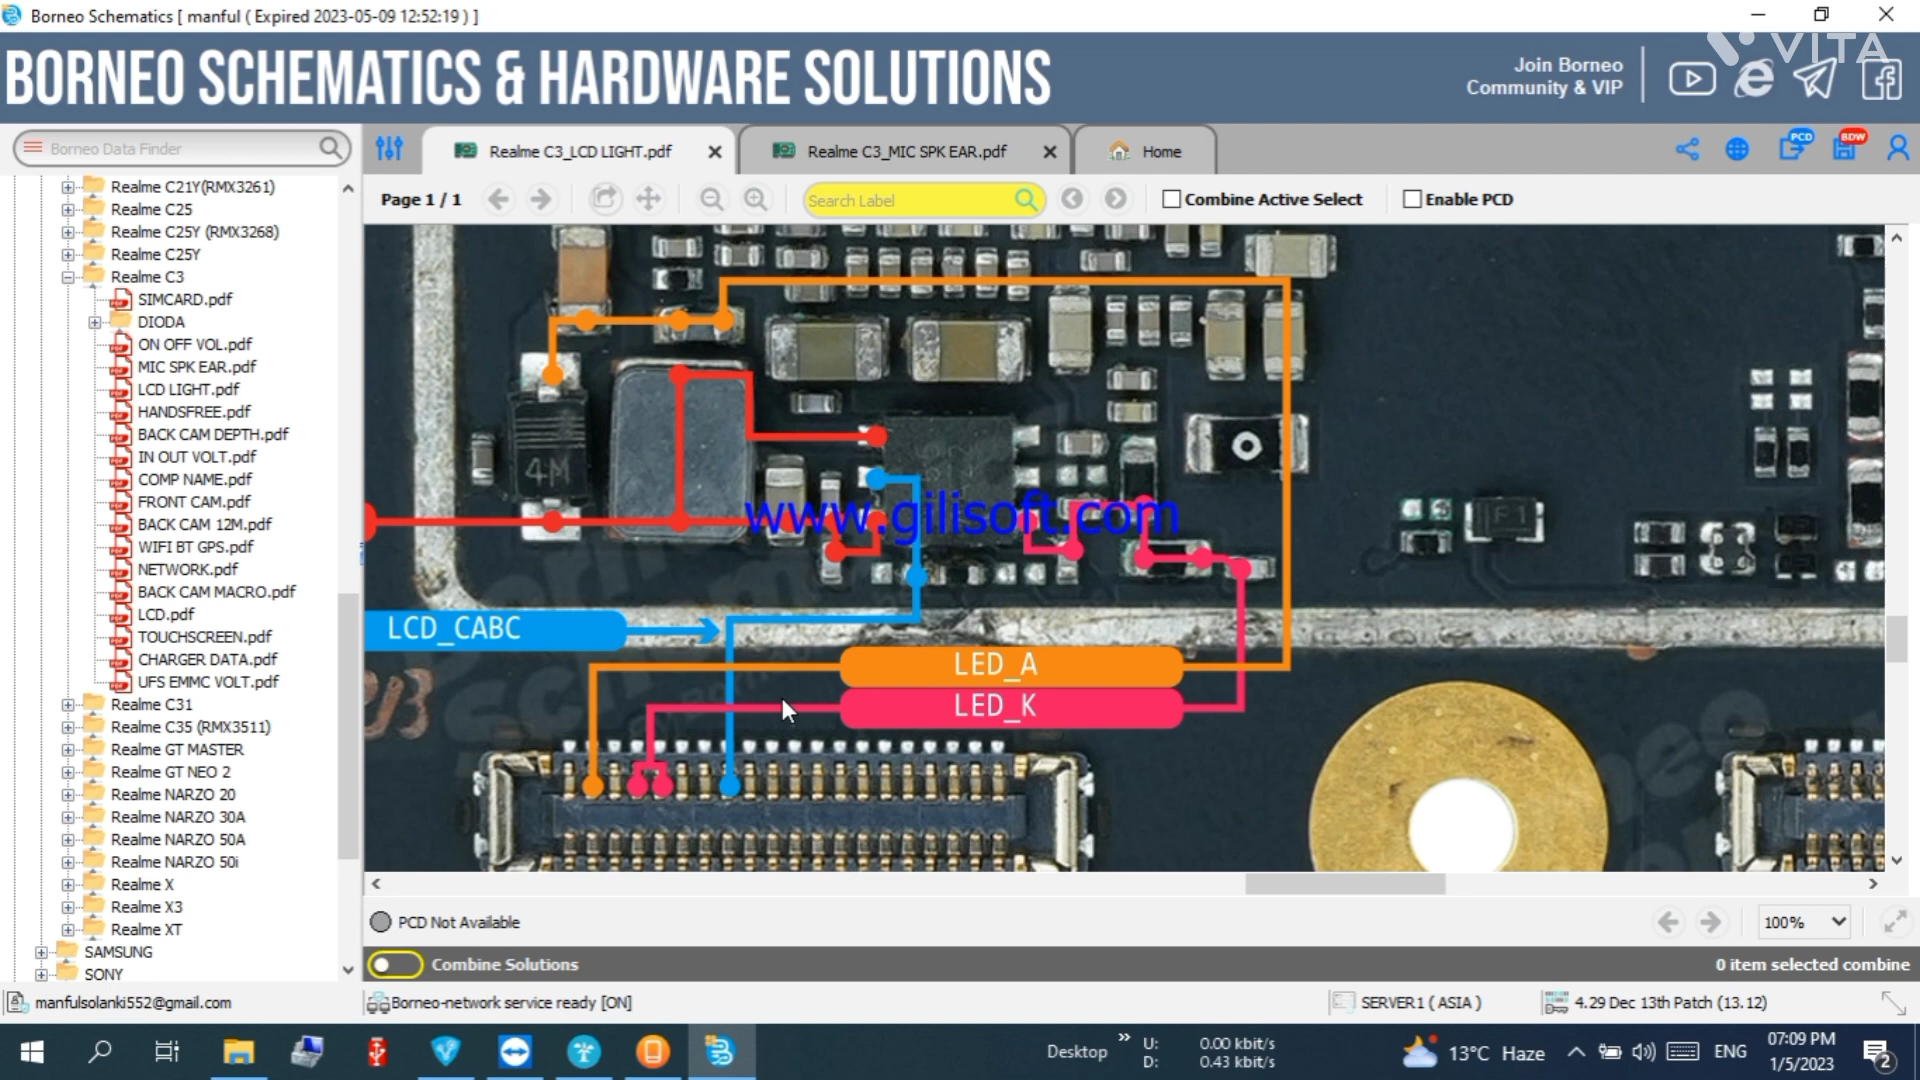 Borneo Schematics [ manful ( Expired 2023-05-09 12:52:19 ) ]
BORNEO SCHEMATICS & HARDWARE SOLUTIONS
Join Borneo
Community & VIP
VITA
Borneo Data Finder
Realme C3_LCD LIGHT.pdf
Realme C3_MIC SPK EAR.pdf
Home
PCD
BDW
Page 1 / 1
Search Label
Combine Active Select
Enable PCD
Realme C21Y(RMX3261)
Realme C25
Realme C25Y (RMX3268)
Realme C25Y
Realme C3
SIMCARD.pdf
DIODA
ON OFF VOL.pdf
MIC SPK EAR.pdf
LCD LIGHT.pdf
HANDSFREE.pdf
BACK CAM DEPTH.pdf
IN OUT VOLT.pdf
COMP NAME.pdf
FRONT CAM.pdf
BACK CAM 12M.pdf
WIFI BT GPS.pdf
NETWORK.pdf
BACK CAM MACRO.pdf
LCD.pdf
TOUCHSCREEN.pdf
CHARGER DATA.pdf
UFS EMMC VOLT.pdf
Realme C31
Realme C35 (RMX3511)
Realme GT MASTER
Realme GT NEO 2
Realme NARZO 20
Realme NARZO 30A
Realme NARZO 50A
Realme NARZO 50i
Realme X
Realme X3
Realme XT
SAMSUNG
SONY
4M
www.gilisoft.com
F1
LCD_CABC
LED_A
LED_K
PCD Not Available
100%
Combine Solutions
0 item selected combine
manfulsolanki552@gmail.com
Borneo-network service ready [ON]
SERVER1 ( ASIA )
4.29 Dec 13th Patch (13.12)
Desktop
U: 0.00 kbit/s
D: 0.43 kbit/s
13°C Haze
ENG
07:09 PM
1/5/2023
2